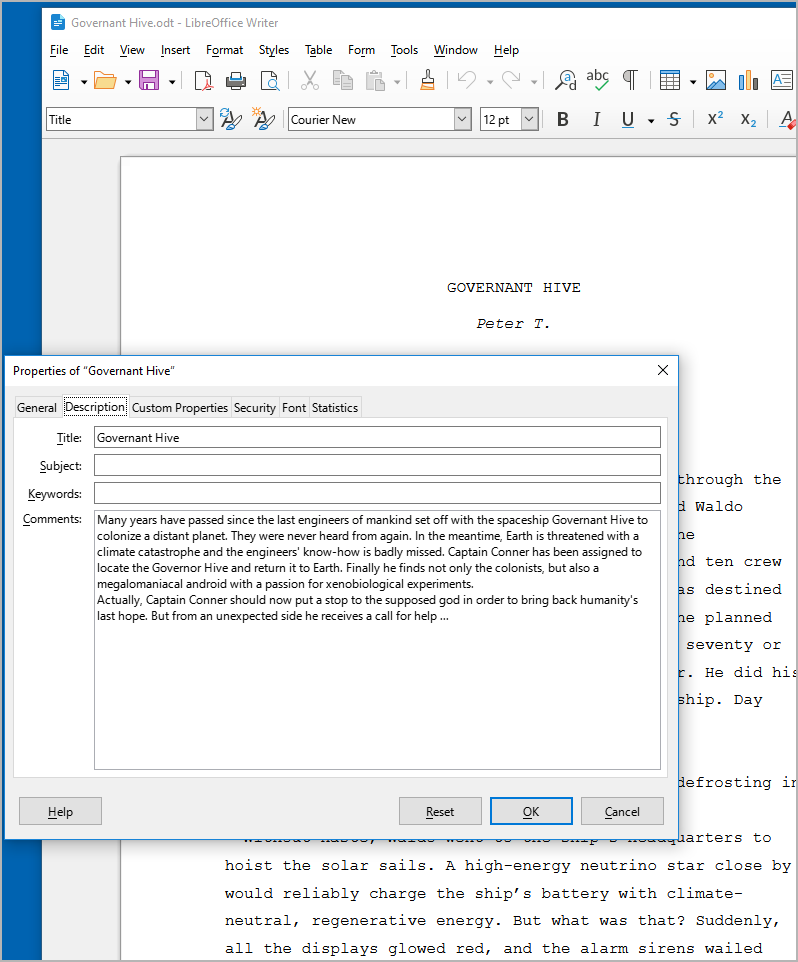 Governant Hive.odt - LibreOffice Writer
File Edit View Insert Format Styles Table Form Tools Window Help
abc
Title Courier New 12 pt B I U S X² X₂ A
GOVERNANT HIVE
Peter T.
Properties of “Governant Hive”
General Description Custom Properties Security Font Statistics
Title: Governant Hive
Subject:
Keywords:
Comments:
Many years have passed since the last engineers of mankind set off with the spaceship Governant Hive to
colonize a distant planet. They were never heard from again. In the meantime, Earth is threatened with a
climate catastrophe and the engineers' know-how is badly missed. Captain Conner has been assigned to
locate the Governor Hive and return it to Earth. Finally he finds not only the colonists, but also a
megalomaniacal android with a passion for xenobiological experiments.
Actually, Captain Conner should now put a stop to the supposed god in order to bring back humanity's
last hope. But from an unexpected side he receives a call for help ...
Help Reset OK Cancel
through the
d Waldo
he
nd ten crew
as destined
he planned
seventy or
r. He did his
ship. Day
defrosting in
Without haste, Waldo went to the ship’s headquarters to
hoist the solar sails. A high-energy neutrino star close by
would reliably charge the ship’s battery with climate-
neutral, regenerative energy. But what was that? Suddenly,
all the displays glowed red, and the alarm sirens wailed